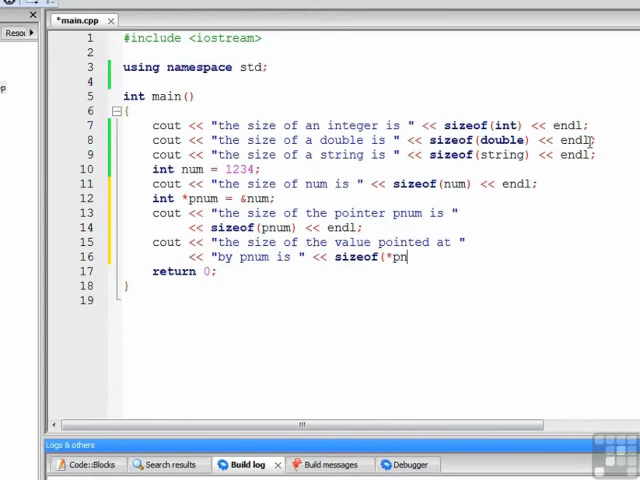 *main.cpp
Resou
1 #include <iostream>
2
3 using namespace std;
4
5 int main()
6 {
7 cout << "the size of an integer is " << sizeof(int) << endl;
8 cout << "the size of a double is " << sizeof(double) << endl;
9 cout << "the size of a string is " << sizeof(string) << endl;
10 int num = 1234;
11 cout << "the size of num is " << sizeof(num) << endl;
12 int *pnum = &num;
13 cout << "the size of the pointer pnum is "
14 << sizeof(pnum) << endl;
15 cout << "the size of the value pointed at "
16 << "by pnum is " << sizeof(*pn
17 return 0;
18 }
19
Logs & others
Code::Blocks Search results Build log Build messages Debugger